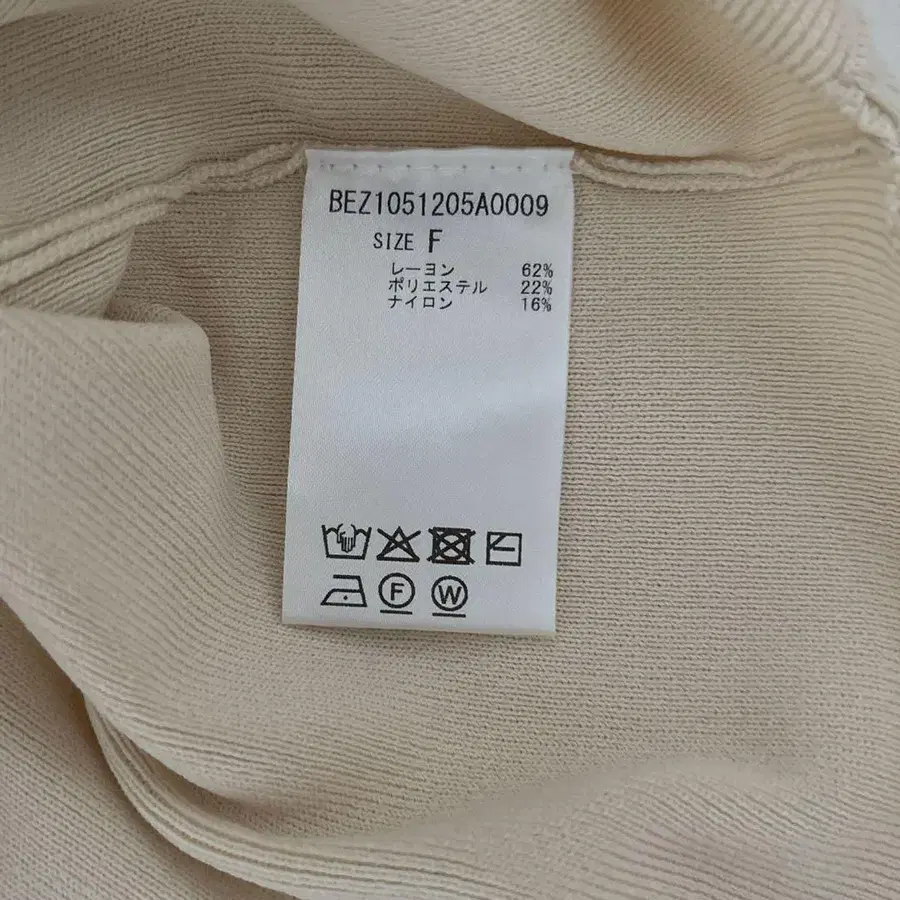 BEZ1051205A0009
SIZE F
レーヨン 62%
ポリエステル 22%
ナイロン 16%
F W